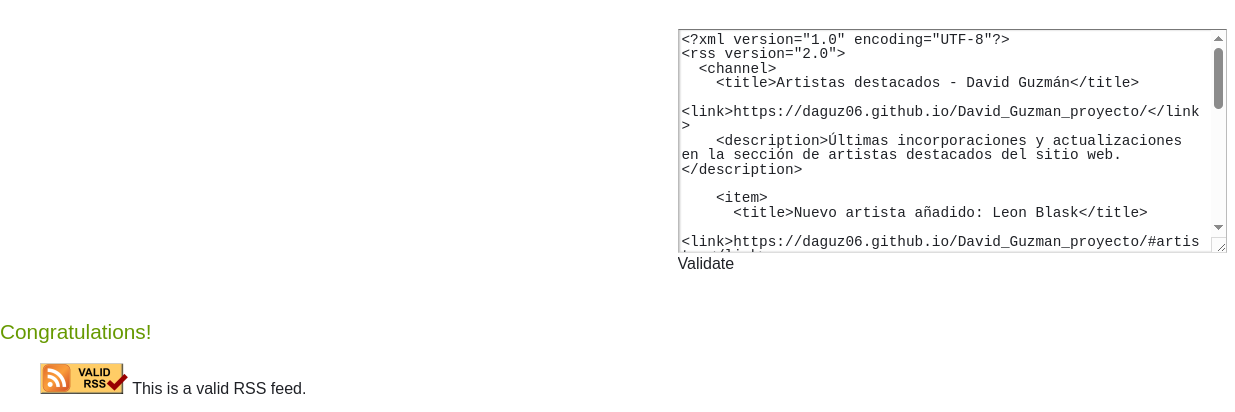 <?xml version="1.0" encoding="UTF-8"?>
<rss version="2.0">
  <channel>
    <title>Artistas destacados - David Guzmán</title>

<link>https://daguz06.github.io/David_Guzman_proyecto/</link
>
    <description>Últimas incorporaciones y actualizaciones
en la sección de artistas destacados del sitio web.
</description>

    <item>
      <title>Nuevo artista añadido: Leon Blask</title>

<link>https://daguz06.github.io/David_Guzman_proyecto/#artis
Validate
Congratulations!
VALID
RSS
This is a valid RSS feed.